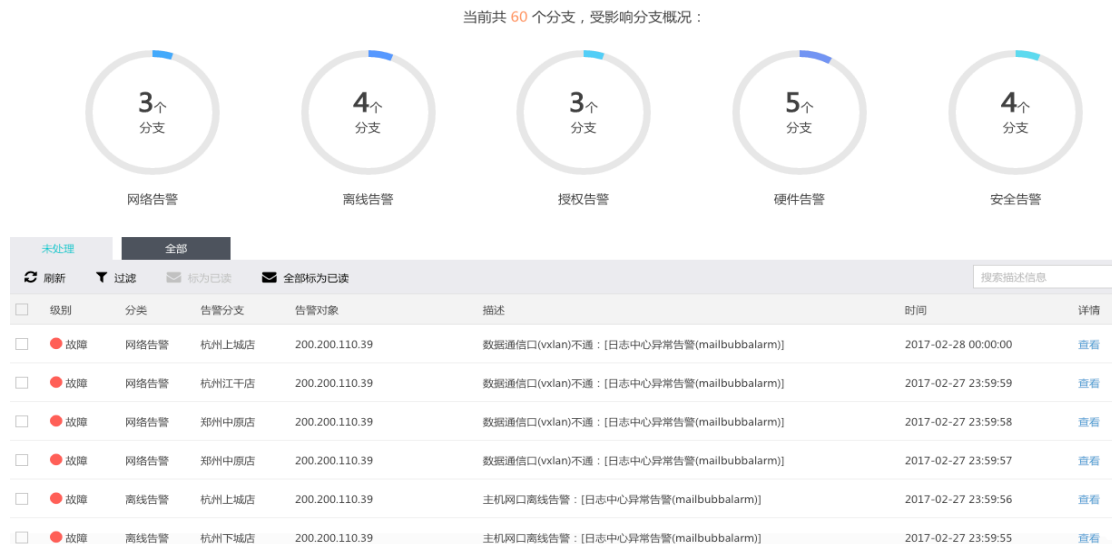 当前共 60 个分支，受影响分支概况：
3个 4个 3个 5个 4个
分支 分支 分支 分支 分支
网络告警 离线告警 授权告警 硬件告警 安全告警
未处理 全部
刷新 过滤 标为已读 全部标为已读 搜索描述信息
级别 分类 告警分支 告警对象 描述 时间 详情
故障 网络告警 杭州上城店 200.200.110.39 数据通信口(vxlan)不通：[日志中心异常告警(mailbubbalarm)] 2017-02-28 00:00:00 查看
故障 网络告警 杭州江干店 200.200.110.39 数据通信口(vxlan)不通：[日志中心异常告警(mailbubbalarm)] 2017-02-27 23:59:59 查看
故障 网络告警 郑州中原店 200.200.110.39 数据通信口(vxlan)不通：[日志中心异常告警(mailbubbalarm)] 2017-02-27 23:59:58 查看
故障 网络告警 郑州中原店 200.200.110.39 数据通信口(vxlan)不通：[日志中心异常告警(mailbubbalarm)] 2017-02-27 23:59:57 查看
故障 离线告警 杭州上城店 200.200.110.39 主机网口离线告警：[日志中心异常告警(mailbubbalarm)] 2017-02-27 23:59:56 查看
故障 离线告警 杭州下城店 200.200.110.39 主机网口离线告警：[日志中心异常告警(mailbubbalarm)] 2017-02-27 23:59:55 查看